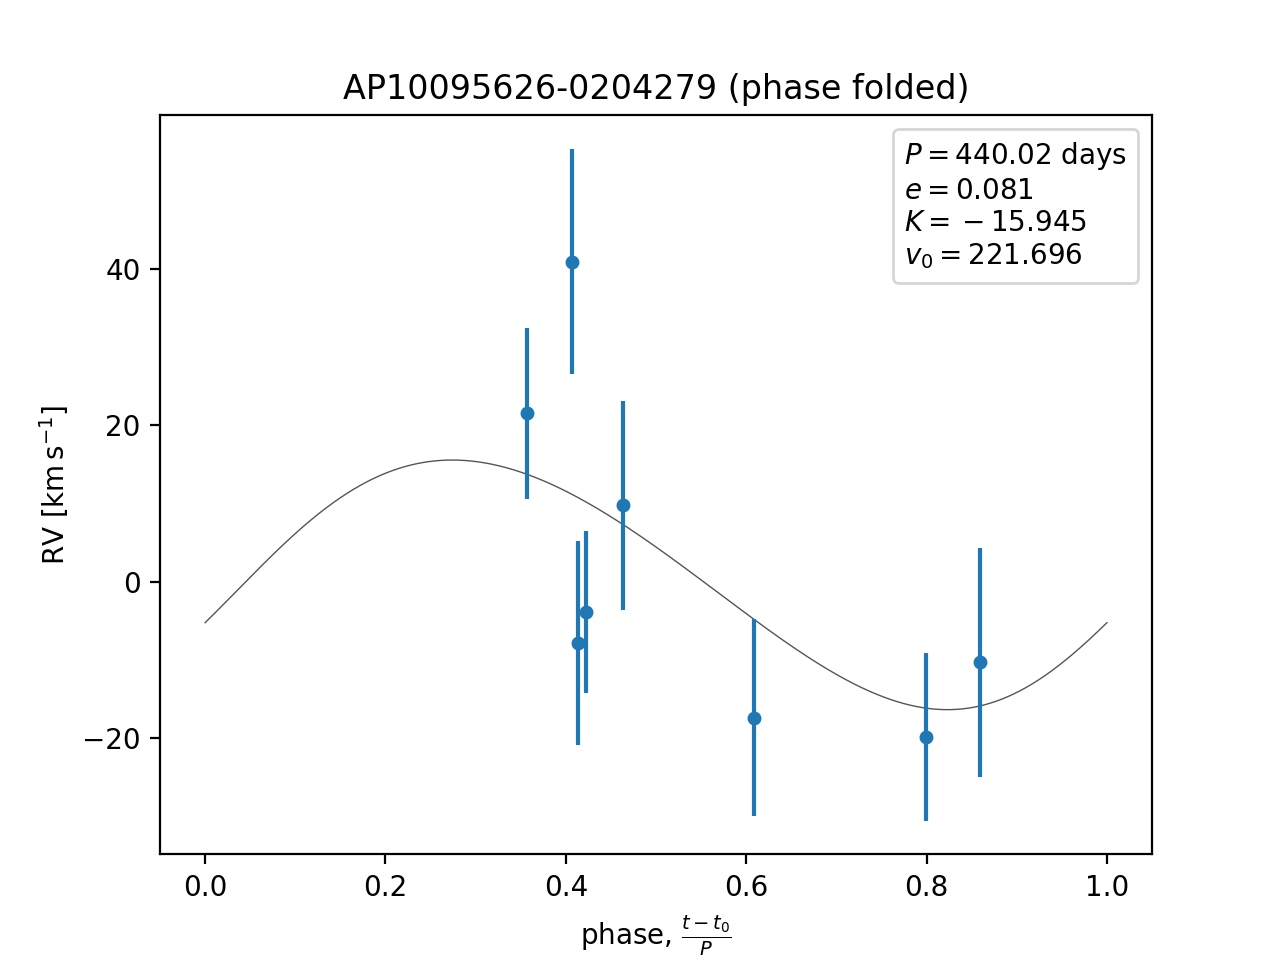 AP10095626-0204279 (phase folded)
P = 440.02 days
e = 0.081
K = −15.945
v₀ = 221.696
RV [km s⁻¹]
40
20
0
−20
0.0 0.2 0.4 0.6 0.8 1.0
phase, (t − t₀)/P